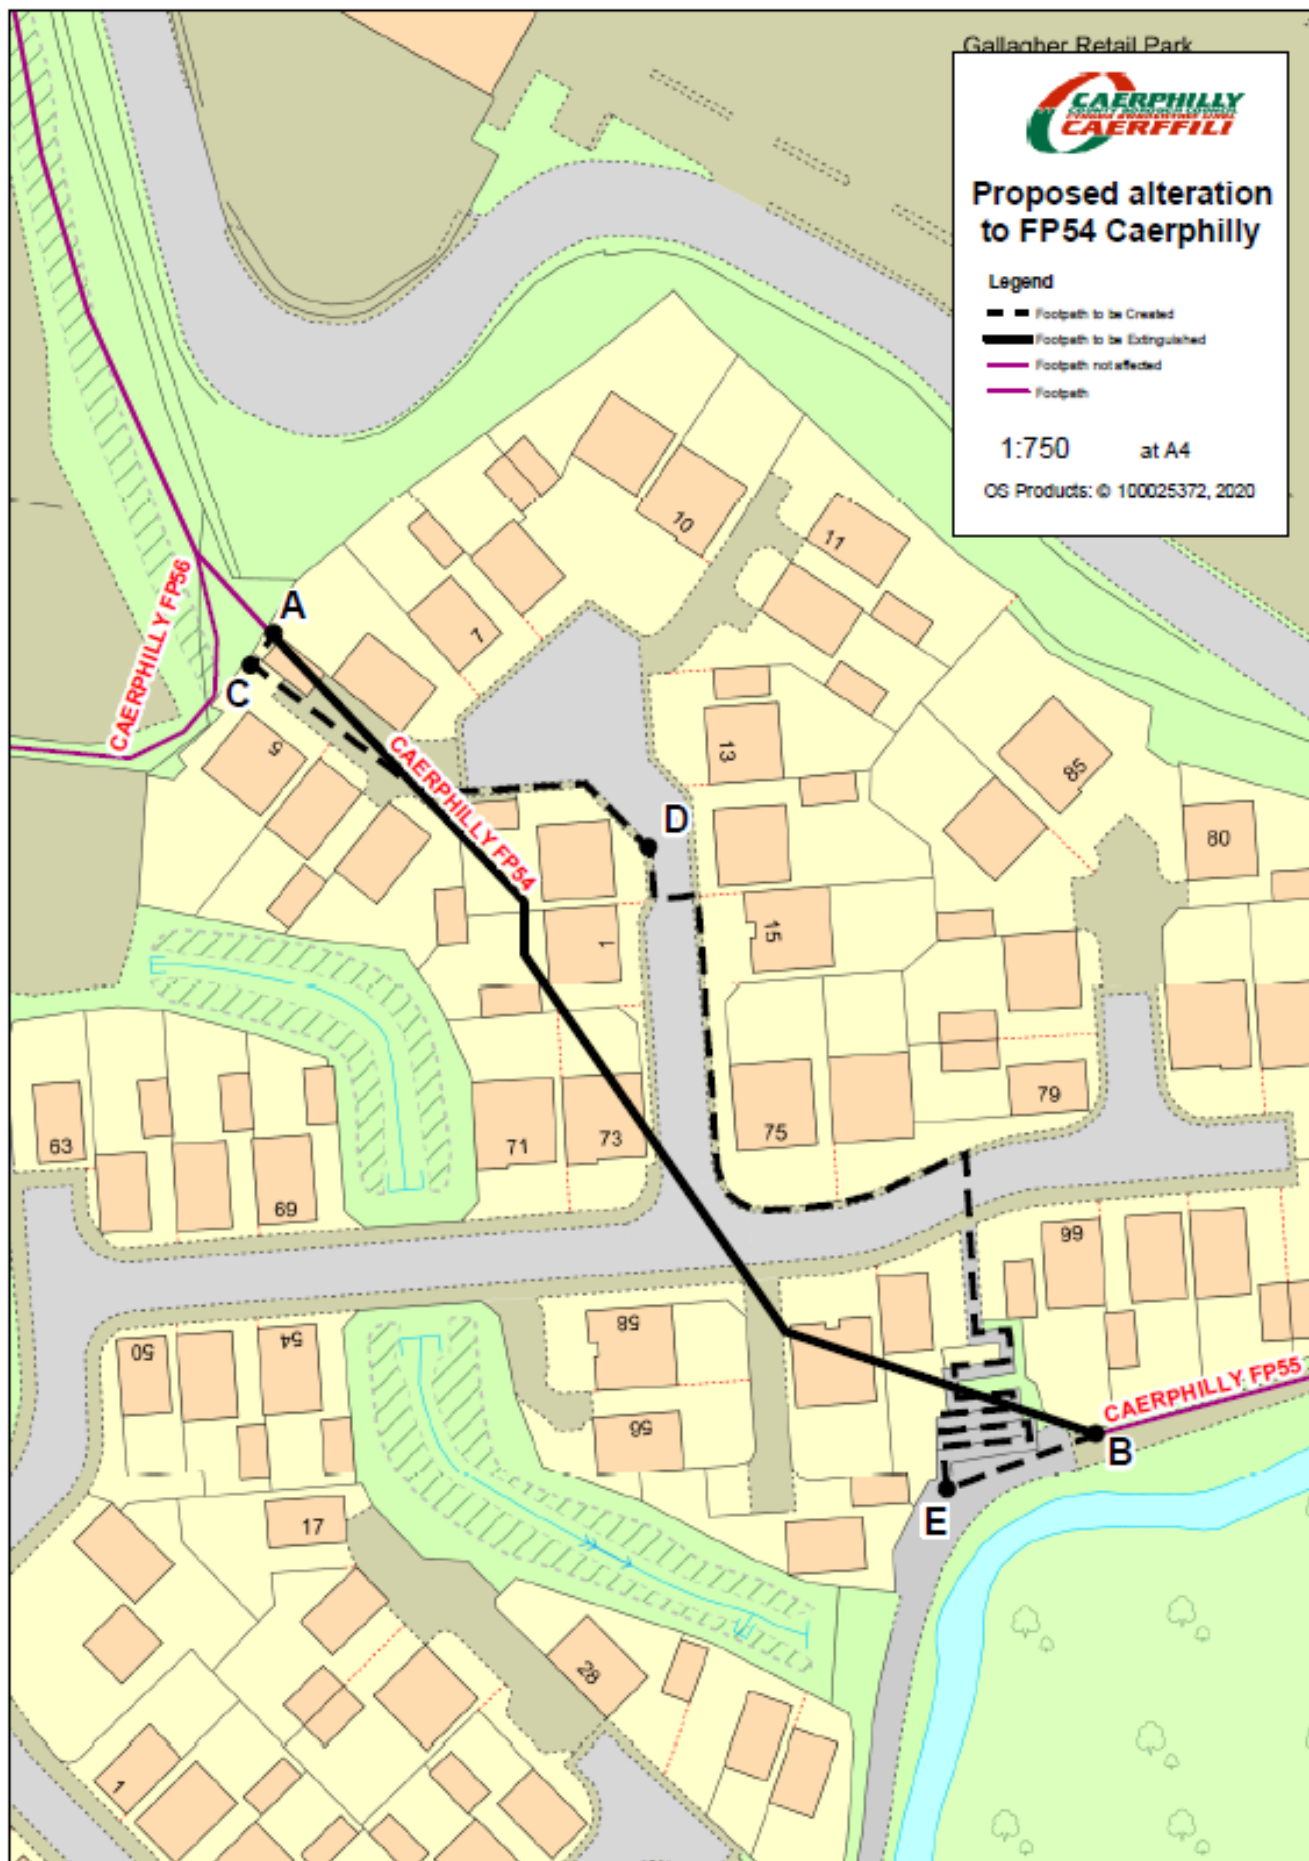 Gallagher Retail Park
CAERPHILLY
COUNTY BOROUGH COUNCIL
CAERFFILI
Proposed alteration
to FP54 Caerphilly
Legend
Footpath to be Created
Footpath to be Extinguished
Footpath not affected
Footpath
1:750 at A4
OS Products: © 100025372, 2020
10
11
CAERPHILLY FP56
A
7
C
5
CAERPHILLY FP54
D
13
85
80
1
15
63
69
71
73
75
79
50
54
58
56
99
CAERPHILLY FP55
B
E
17
28
1